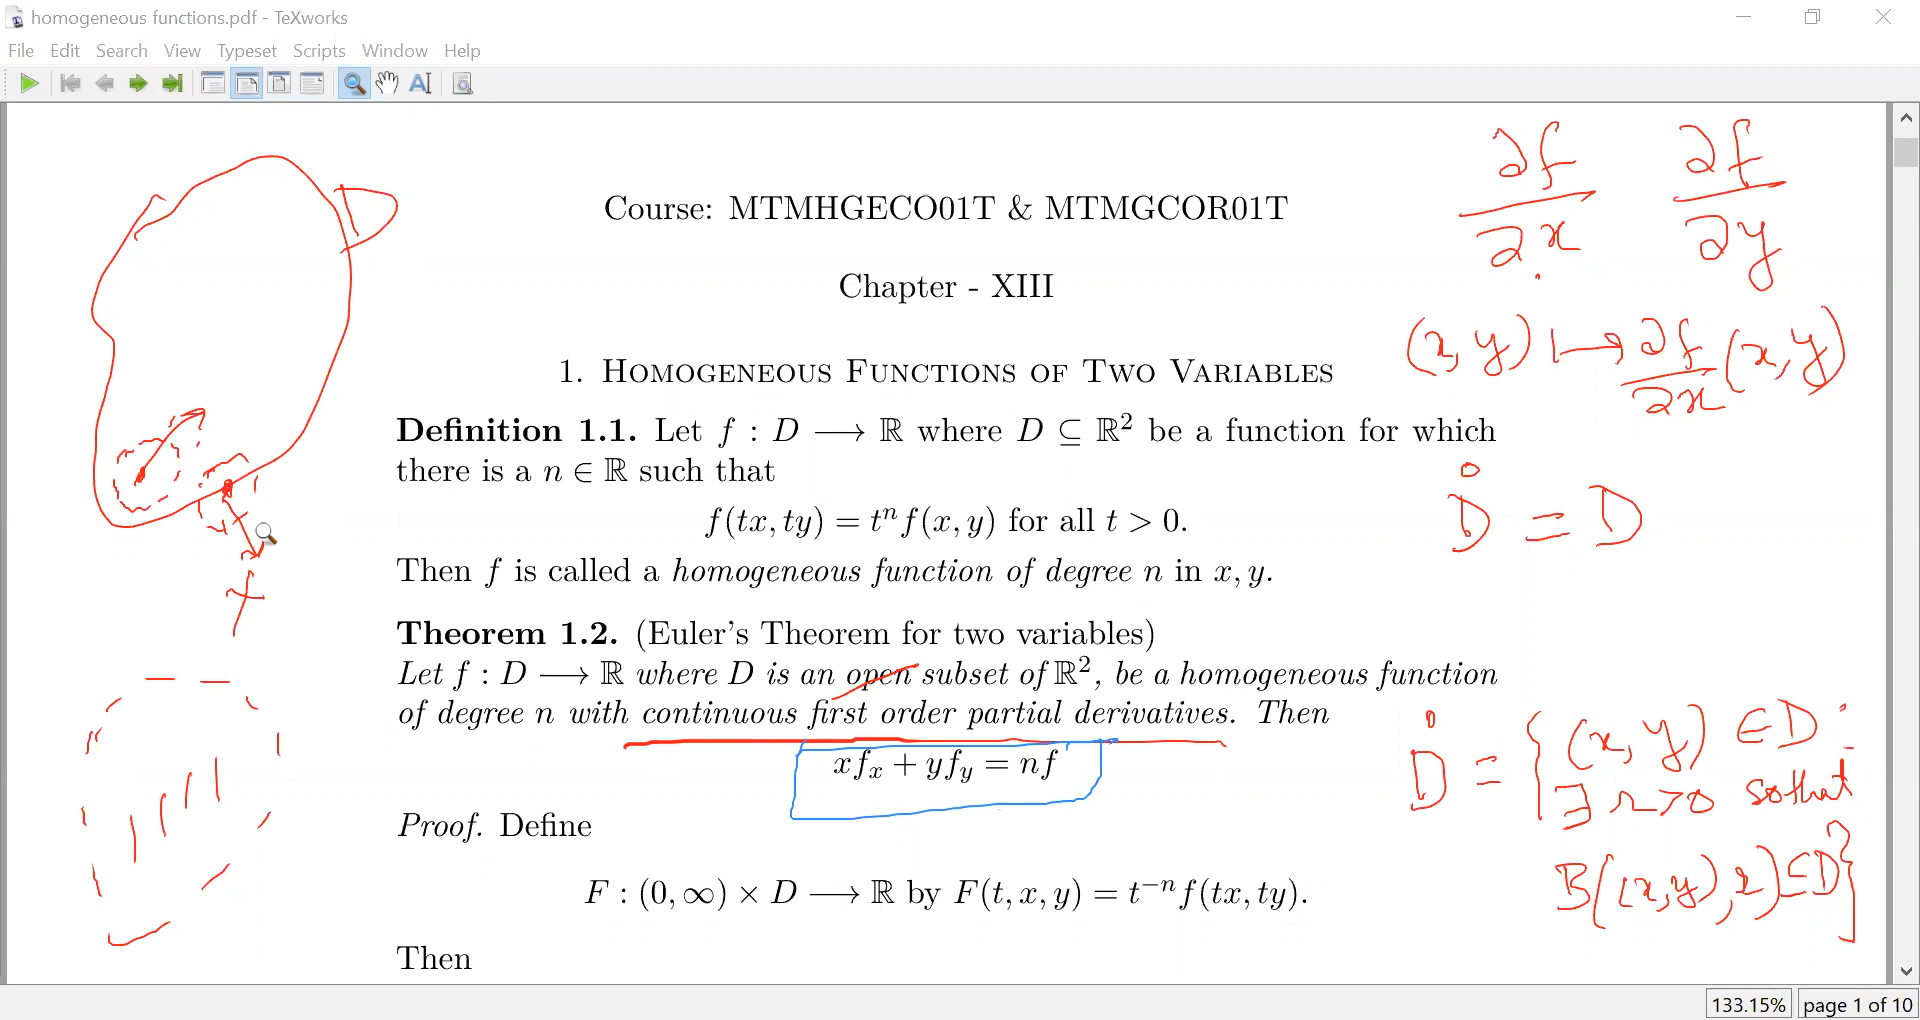 homogeneous functions.pdf - TeXworks
File Edit Search View Typeset Scripts Window Help
Course: MTMHGECO01T & MTMGCOR01T
Chapter - XIII
1. Homogeneous Functions of Two Variables
Definition 1.1. Let f : D ⟶ ℝ where D ⊆ ℝ² be a function for which
there is a n ∈ ℝ such that
f(tx, ty) = tⁿf(x, y) for all t > 0.
Then f is called a homogeneous function of degree n in x, y.
Theorem 1.2. (Euler's Theorem for two variables)
Let f : D ⟶ ℝ where D is an open subset of ℝ², be a homogeneous function
of degree n with continuous first order partial derivatives. Then
xfₓ + yf_y = nf
Proof. Define
F : (0, ∞) × D ⟶ ℝ by F(t, x, y) = t⁻ⁿf(tx, ty).
Then
∂f/∂x ∂f/∂y
(x, y) ↦ ∂f/∂x (x, y)
D̊ = D
D̊ = { (x, y) ∈ D :
∃ r > 0 so that
B((x,y), r) ⊆ D }
133.15% page 1 of 10